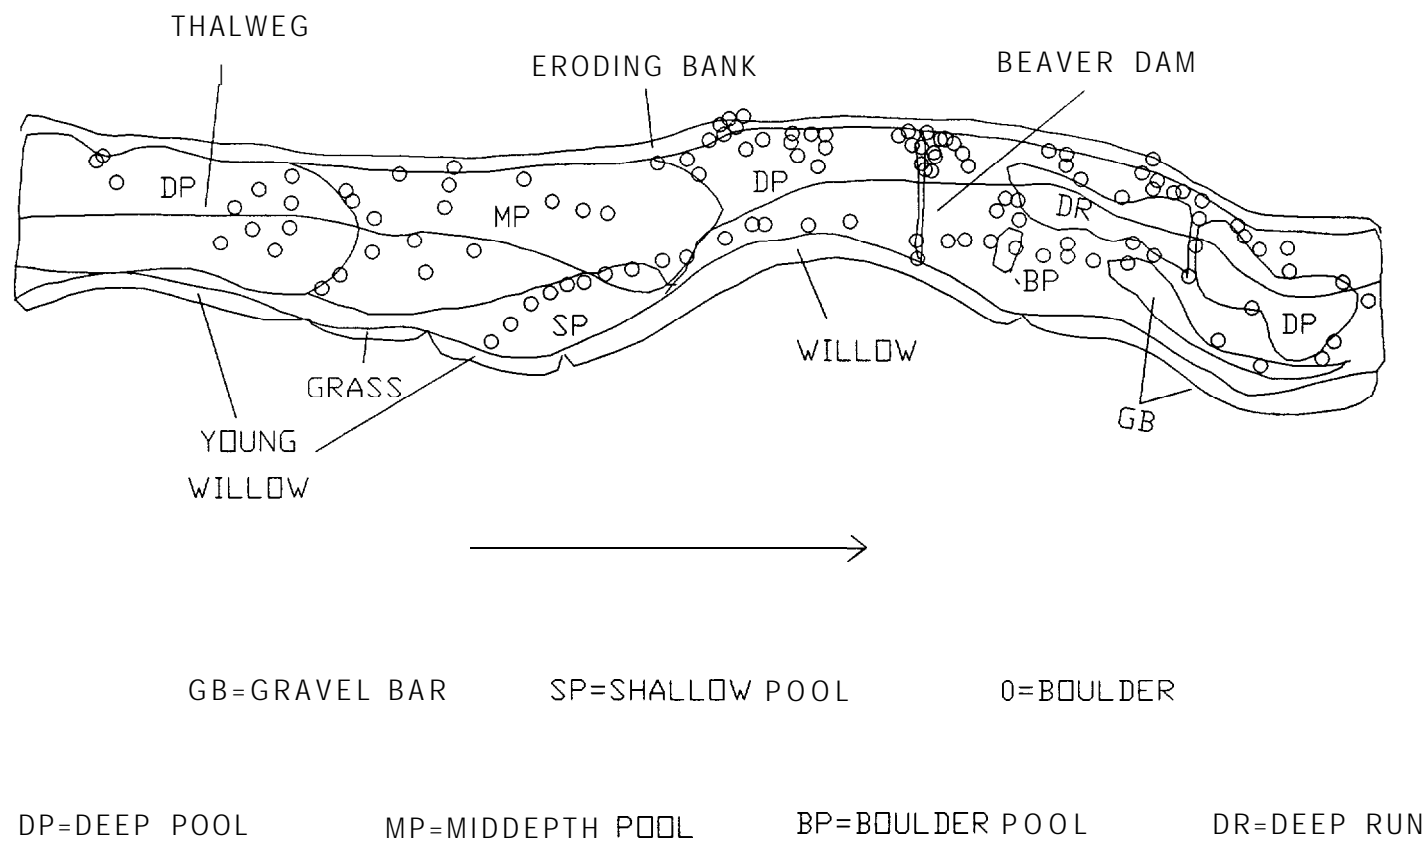 THALWEG
ERODING BANK
BEAVER DAM
DP
MP
DP
DR
BP
SP
DP
WILLOW
GRASS
GB
YOUNG
WILLOW
GB=GRAVEL BAR
SP=SHALLOW POOL
O=BOULDER
DP=DEEP POOL
MP=MIDDEPTH POOL
BP=BOULDER POOL
DR=DEEP RUN